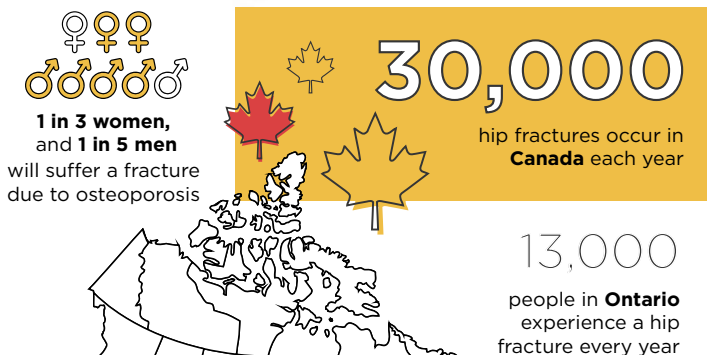 1 in 3 women,
and 1 in 5 men
will suffer a fracture
due to osteoporosis
30,000
hip fractures occur in
Canada each year
13,000
people in Ontario
experience a hip
fracture every year